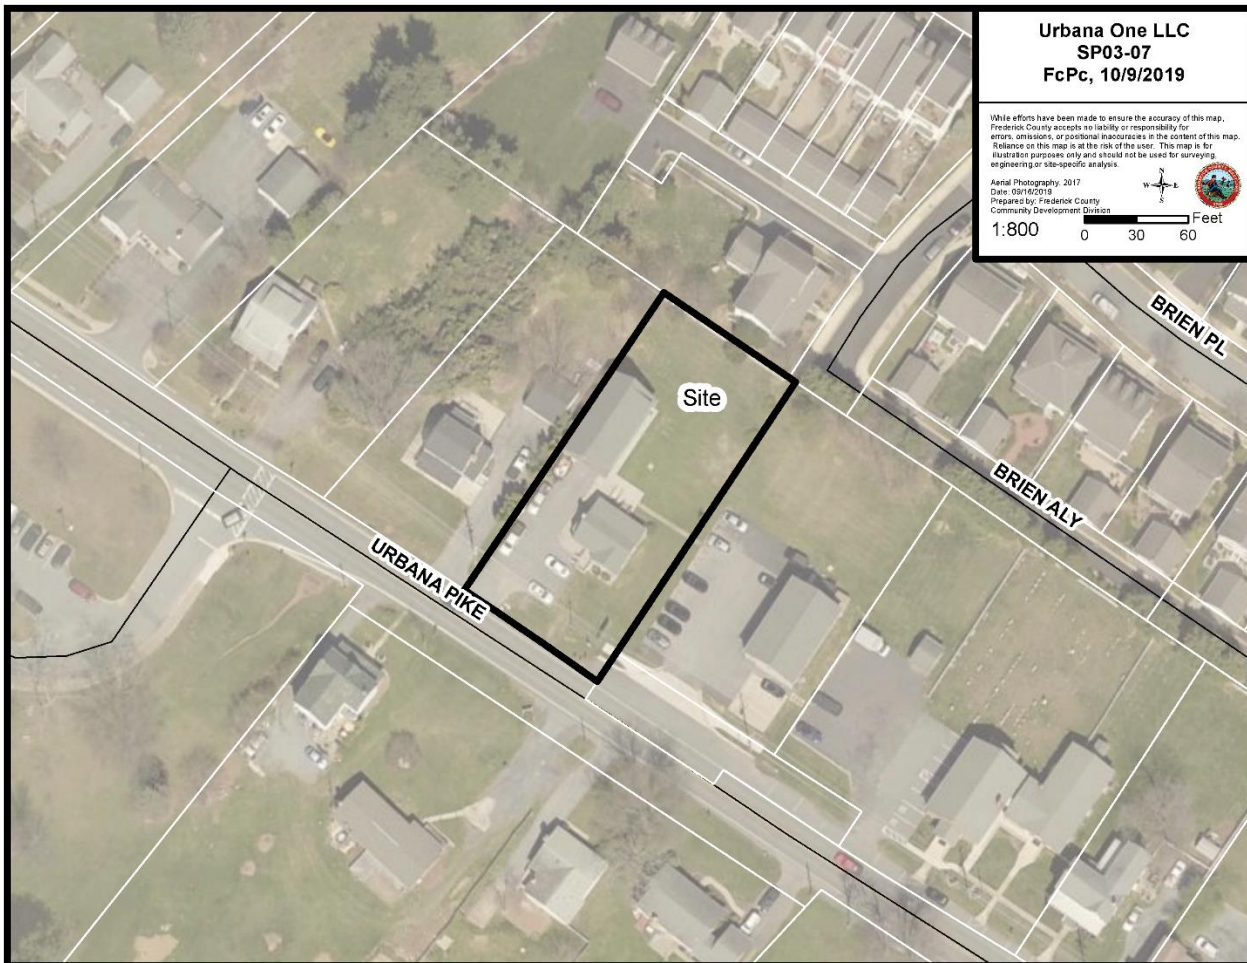 Urbana One LLC
SP03-07
FcPc, 10/9/2019
While efforts have been made to ensure the accuracy of this map,
Frederick County accepts no liability or responsibility for
errors, omissions, or positional inaccuracies in the content of this map.
Reliance on this map is at the risk of the user. This map is for
illustration purposes only and should not be used for surveying,
engineering, or site-specific analysis.
Aerial Photography, 2017
Date: 09/16/2019
Prepared by: Frederick County
Community Development Division
N
W E
S
1:800
Feet
0 30 60
BRIEN PL
Site
BRIEN ALY
URBANA PIKE